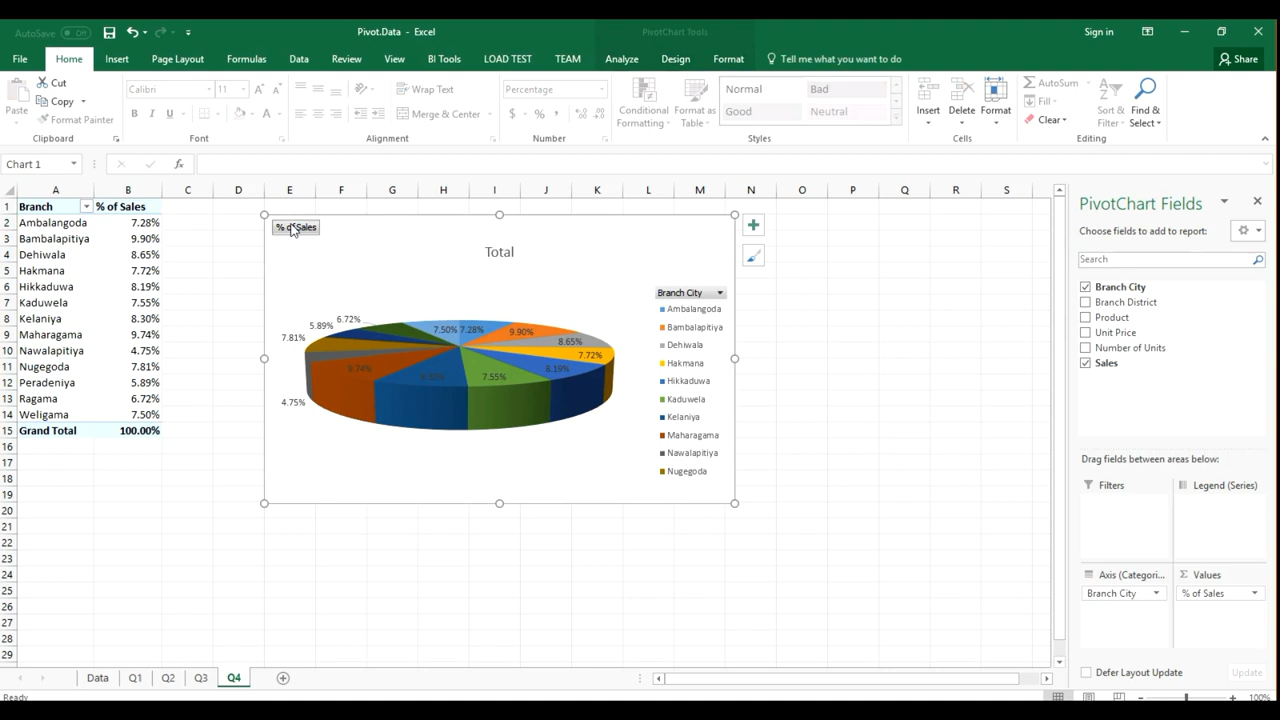 AutoSave Off Pivot.Data - Excel PivotChart Tools Sign in
File Home Insert Page Layout Formulas Data Review View BI Tools LOAD TEST TEAM Analyze Design Format Tell me what you want to do Share
Paste Cut Copy Format Painter
Calibri 11 A A B I U A
Wrap Text Merge & Center
Percentage $ % ,
Conditional Formatting Format as Table
Normal Bad Good Neutral
Insert Delete Format
AutoSum Fill Clear Sort & Filter Find & Select
Clipboard Font Alignment Number Styles Cells Editing
Chart 1 fx
A B C D E F G H I J K L M N O P Q R S
1 Branch % of Sales
2 Ambalangoda 7.28%
3 Bambalapitiya 9.90%
4 Dehiwala 8.65%
5 Hakmana 7.72%
6 Hikkaduwa 8.19%
7 Kaduwela 7.55%
8 Kelaniya 8.30%
9 Maharagama 9.74%
10 Nawalapitiya 4.75%
11 Nugegoda 7.81%
12 Peradeniya 5.89%
13 Ragama 6.72%
14 Weligama 7.50%
15 Grand Total 100.00%
16
17
18
19
20
21
22
23
24
25
26
27
28
29
% of Sales
Total
6.72%
5.89%
7.50% 7.28%
9.90%
7.81%
8.65%
7.72%
9.74%
8.19%
7.55%
4.75%
Branch City
Ambalangoda
Bambalapitiya
Dehiwala
Hakmana
Hikkaduwa
Kaduwela
Kelaniya
Maharagama
Nawalapitiya
Nugegoda
PivotChart Fields
Choose fields to add to report:
Search
Branch City
Branch District
Product
Unit Price
Number of Units
Sales
Drag fields between areas below:
Filters Legend (Series)
Axis (Categori... Σ Values
Branch City % of Sales
Defer Layout Update Update
Data Q1 Q2 Q3 Q4
Ready 100%